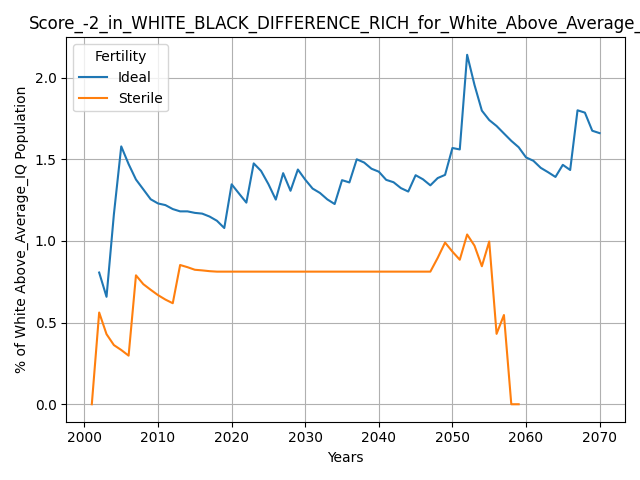 Score_-2_in_WHITE_BLACK_DIFFERENCE_RICH_for_White_Above_Average_
Fertility
Ideal
Sterile
% of White Above_Average_IQ Population
2.0
1.5
1.0
0.5
0.0
2000 2010 2020 2030 2040 2050 2060 2070
Years